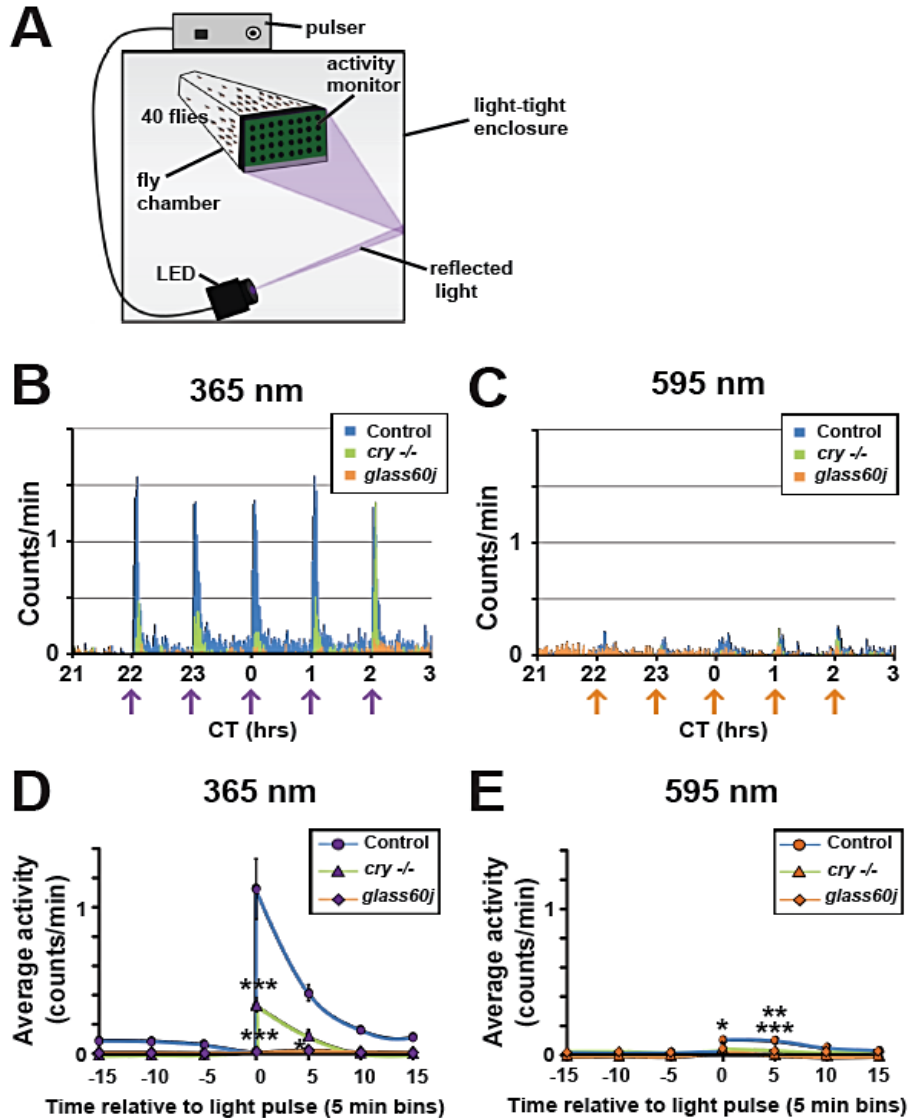 A
pulser
activity
monitor
40 flies
light-tight
enclosure
fly
chamber
LED
reflected
light
B
365 nm
Control
cry -/-
glass60j
Counts/min
1
0
21 22 23 0 1 2 3
CT (hrs)
C
595 nm
Control
cry -/-
glass60j
Counts/min
1
0
21 22 23 0 1 2 3
CT (hrs)
D
365 nm
Control
cry -/-
glass60j
Average activity
(counts/min)
1
0
***
***
*
-15 -10 -5 0 5 10 15
Time relative to light pulse (5 min bins)
E
595 nm
Control
cry -/-
glass60j
Average activity
(counts/min)
1
0
*
**
***
-15 -10 -5 0 5 10 15
Time relative to light pulse (5 min bins)